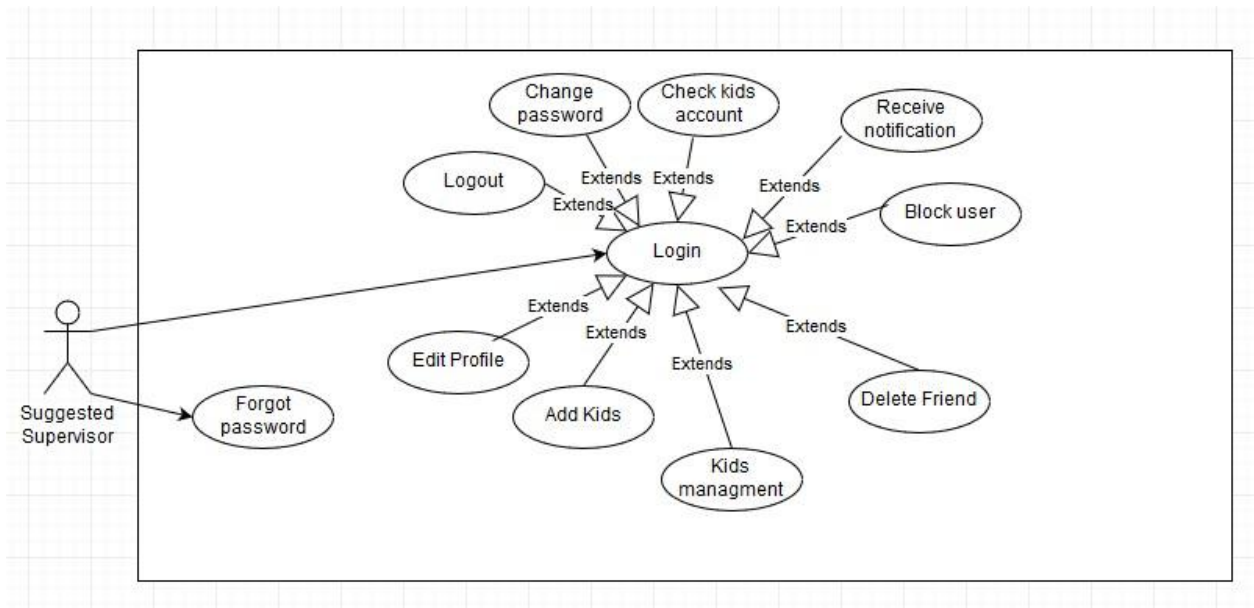 Change
password
Check kids
account
Receive
notification
Logout
Extends
Extends
Extends
Extends
Block user
Extends
Login
Extends
Edit Profile
Extends
Add Kids
Extends
Kids
managment
Extends
Delete Friend
Suggested
Supervisor
Forgot
password